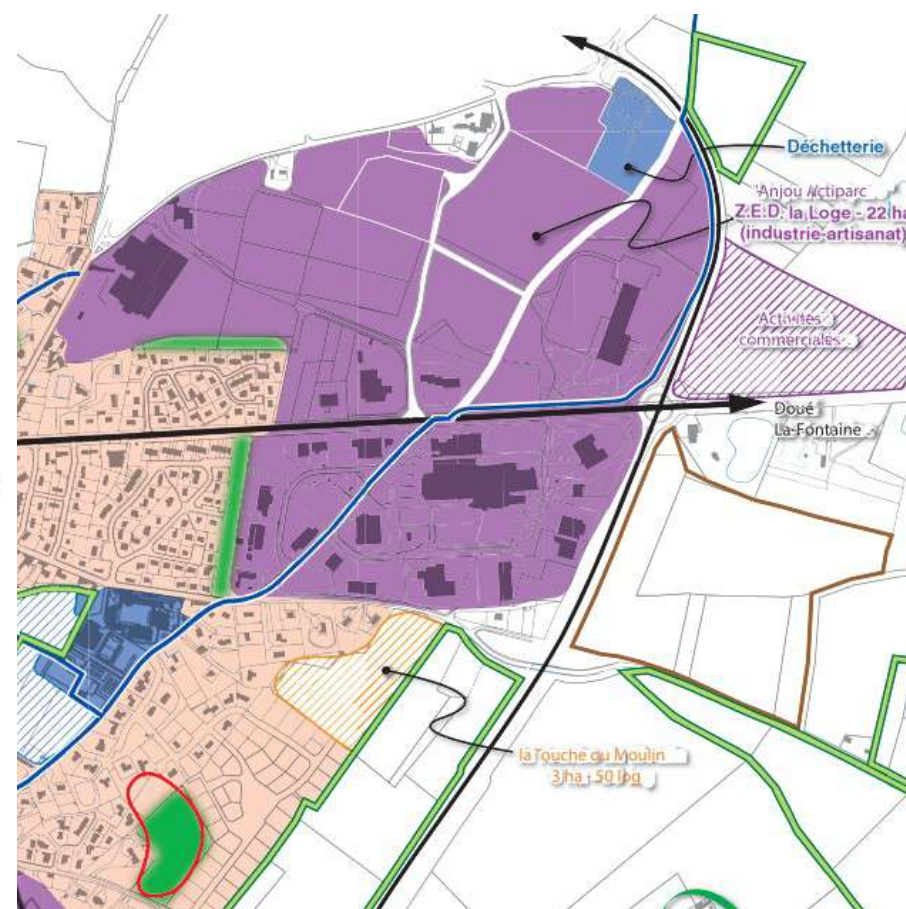 Déchetterie
Anjou Actiparc
Z.E.D. la Loge - 22 ha
(industrie-artisanat)
Activités
commerciales
Doué
La-Fontaine
la Touche du Moulin
3 ha - 50 log